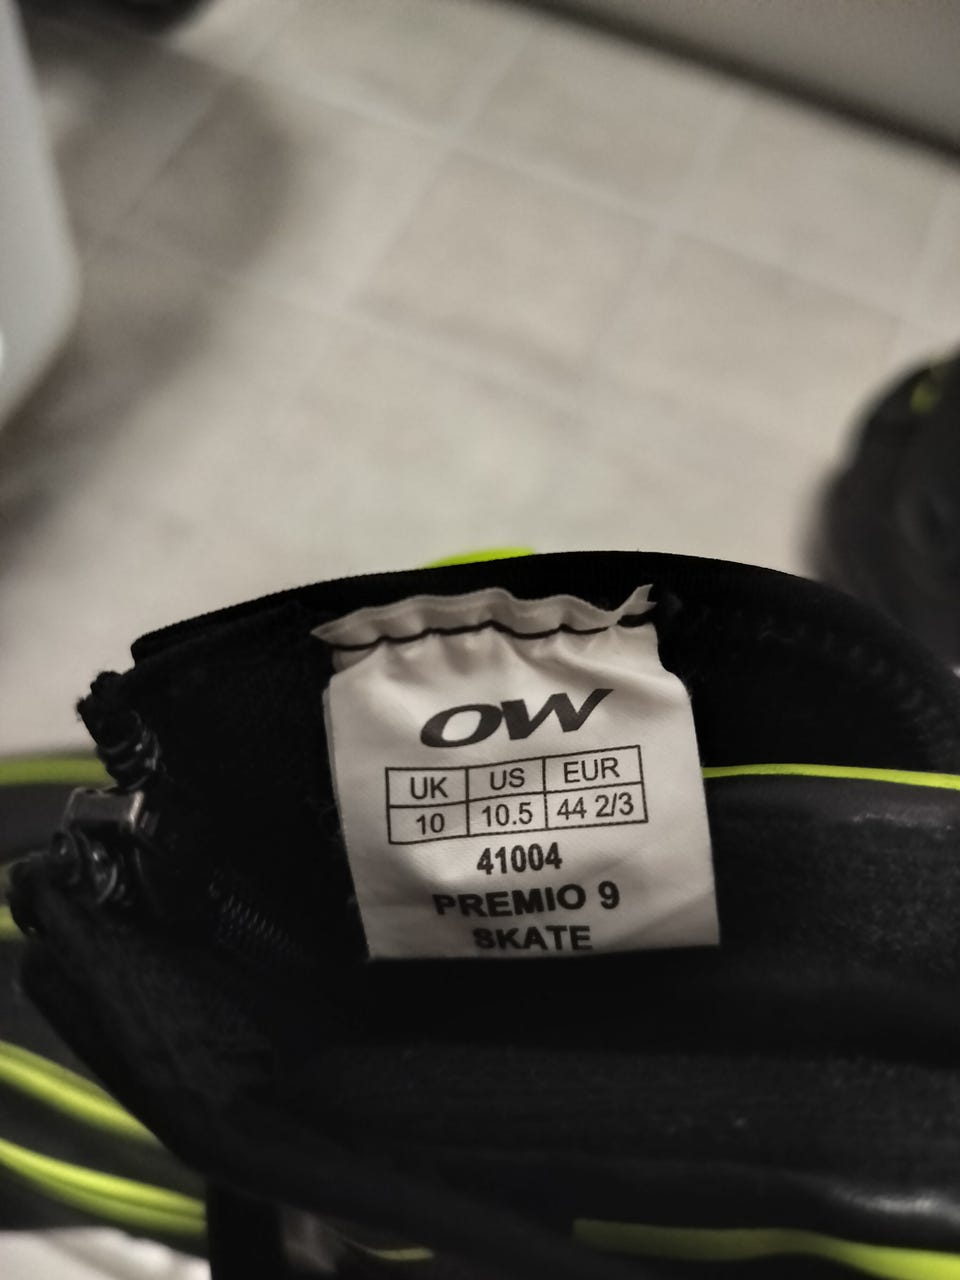 OW
UK US EUR
10 10.5 44 2/3
41004
PREMIO 9
SKATE